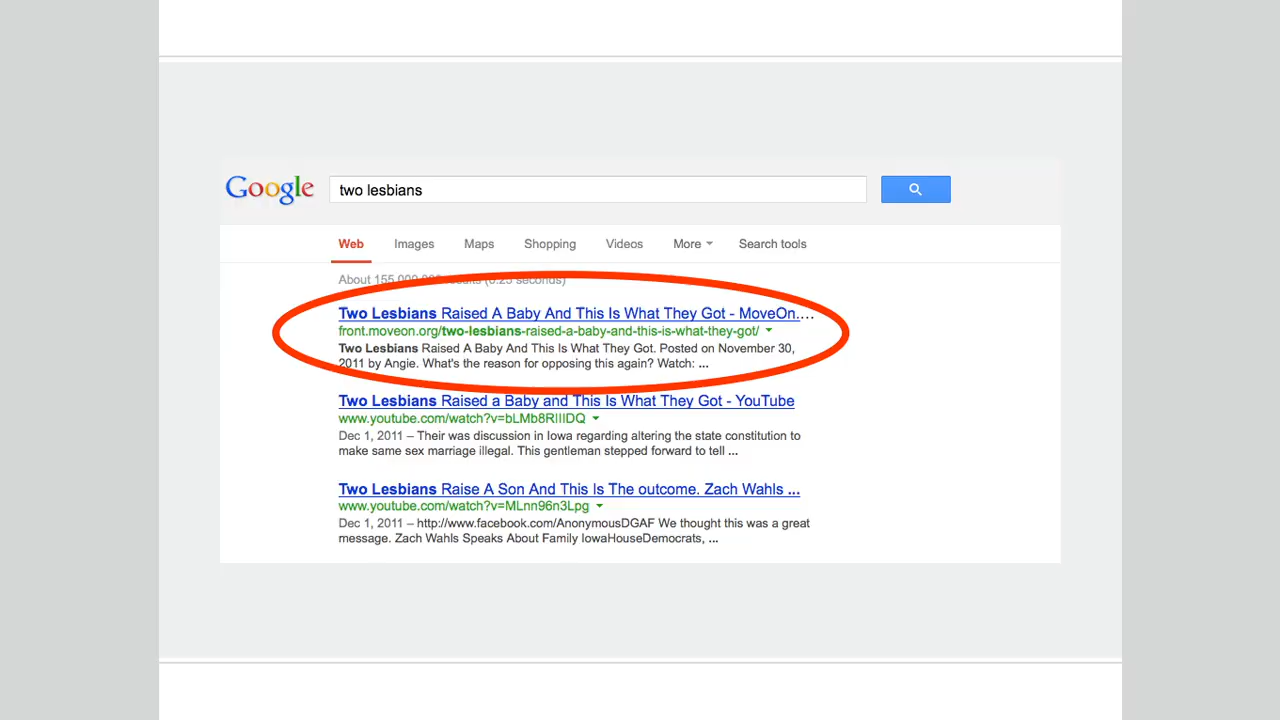 Google
two lesbians
Web Images Maps Shopping Videos More Search tools
About 155,000,000 results (0.25 seconds)
Two Lesbians Raised A Baby And This Is What They Got - MoveOn....
front.moveon.org/two-lesbians-raised-a-baby-and-this-is-what-they-got/
Two Lesbians Raised A Baby And This Is What They Got. Posted on November 30,
2011 by Angie. What's the reason for opposing this again? Watch: ...
Two Lesbians Raised a Baby and This Is What They Got - YouTube
www.youtube.com/watch?v=bLMb8RIIIDQ
Dec 1, 2011 – Their was discussion in Iowa regarding altering the state constitution to
make same sex marriage illegal. This gentleman stepped forward to tell ...
Two Lesbians Raise A Son And This Is The outcome. Zach Wahls ...
www.youtube.com/watch?v=MLnn96n3Lpg
Dec 1, 2011 – http://www.facebook.com/AnonymousDGAF We thought this was a great
message. Zach Wahls Speaks About Family IowaHouseDemocrats, ...